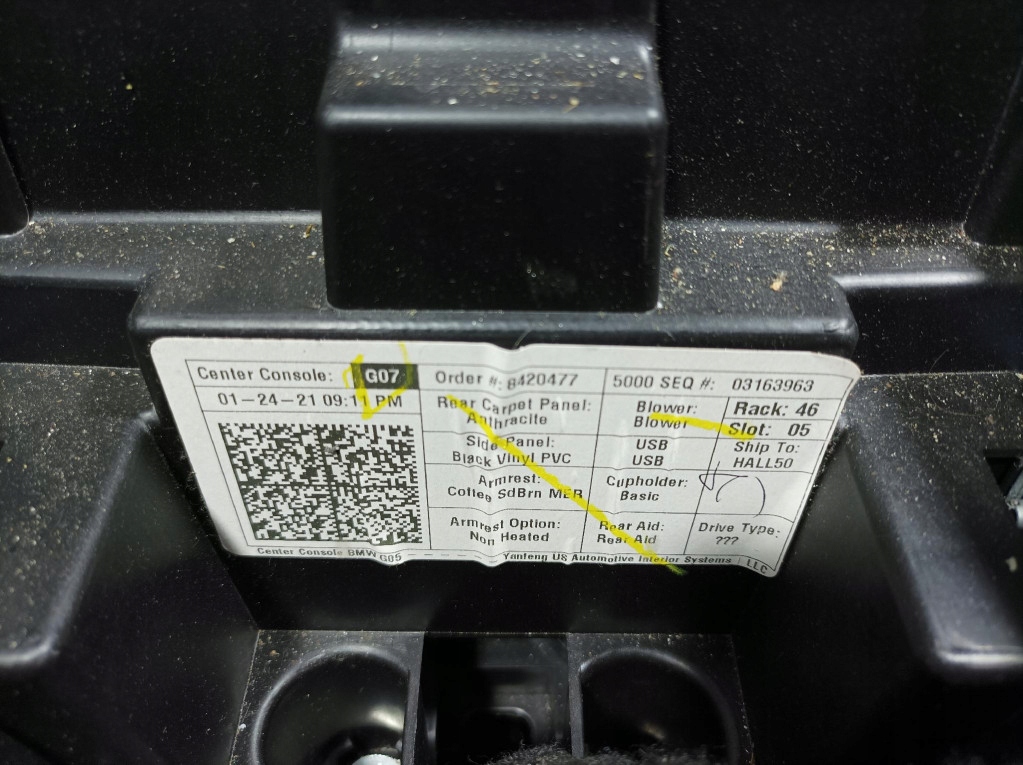 Center Console: G07
Order #: 8420477
5000 SEQ #: 03163963
01-24-21 09:11 PM
Rear Carpet Panel:
Anthracite
Blower:
Blower
Rack: 46
Slot: 05
Side Panel:
Black Vinyl PVC
USB
USB
Ship To:
HALL50
Armrest:
Coffee SdBrn MER
Cupholder:
Basic
Armrest Option:
Non Heated
Rear Aid:
Rear Aid
Drive Type:
???
Center Console BMW G05 - - - - - Yanfeng US Automotive Interior Systems I LLC